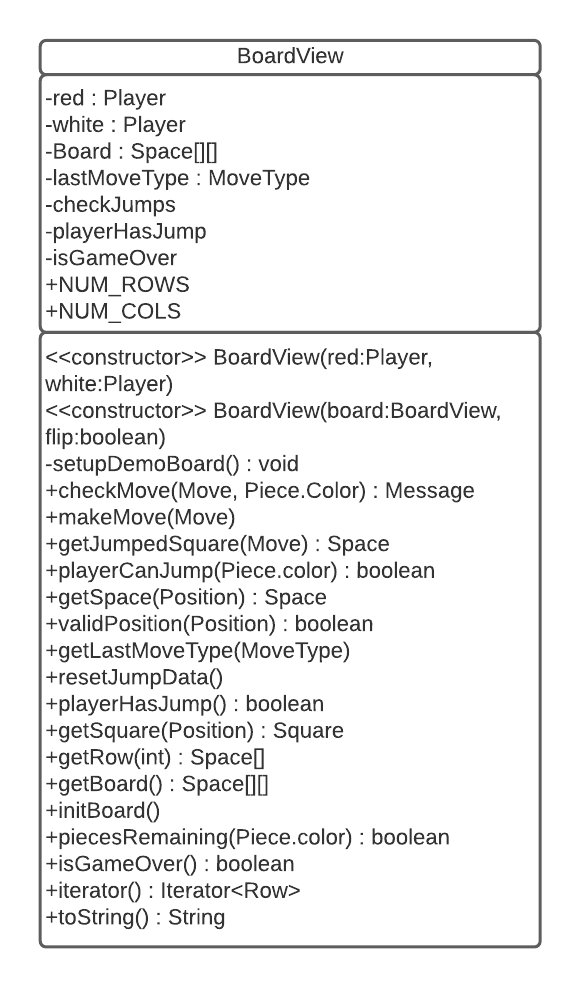 BoardView
-red : Player
-white : Player
-Board : Space[][]
-lastMoveType : MoveType
-checkJumps
-playerHasJump
-isGameOver
+NUM_ROWS
+NUM_COLS
<<constructor>> BoardView(red:Player,
white:Player)
<<constructor>> BoardView(board:BoardView,
flip:boolean)
-setupDemoBoard() : void
+checkMove(Move, Piece.Color) : Message
+makeMove(Move)
+getJumpedSquare(Move) : Space
+playerCanJump(Piece.color) : boolean
+getSpace(Position) : Space
+validPosition(Position) : boolean
+getLastMoveType(MoveType)
+resetJumpData()
+playerHasJump() : boolean
+getSquare(Position) : Square
+getRow(int) : Space[]
+getBoard() : Space[][]
+initBoard()
+piecesRemaining(Piece.color) : boolean
+isGameOver() : boolean
+iterator() : Iterator<Row>
+toString() : String